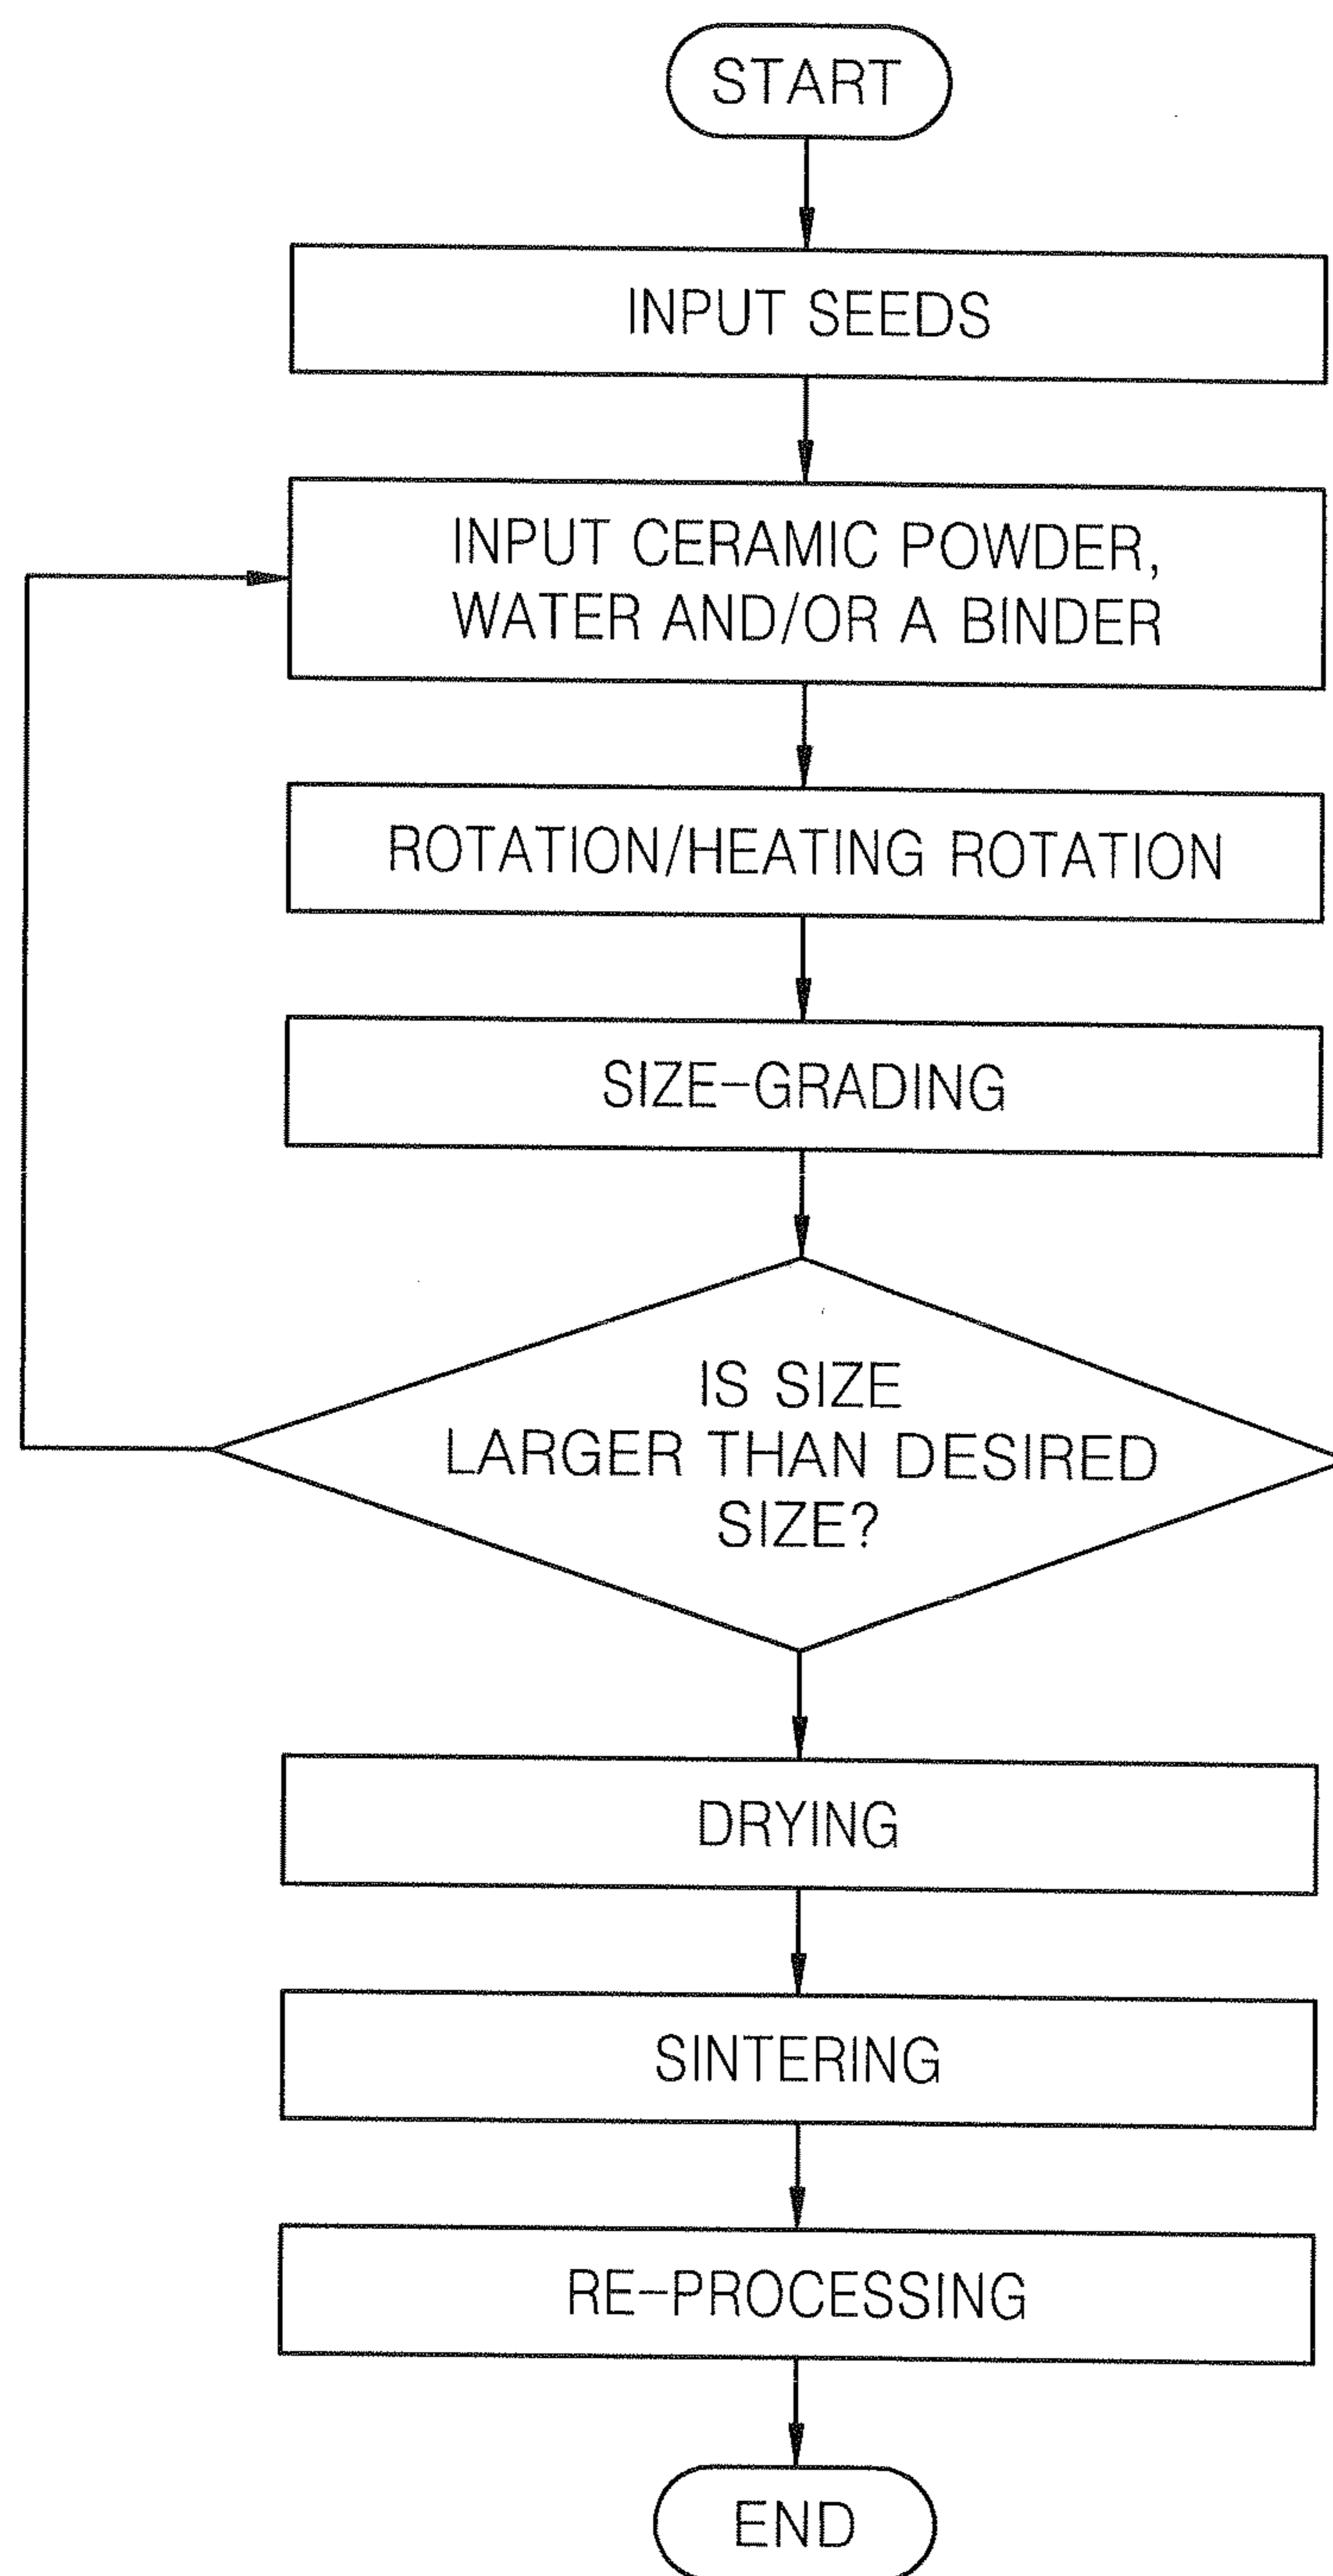 START
INPUT SEEDS
INPUT CERAMIC POWDER,
WATER AND/OR A BINDER
ROTATION/HEATING ROTATION
SIZE-GRADING
IS SIZE
LARGER THAN DESIRED
SIZE?
DRYING
SINTERING
RE-PROCESSING
END